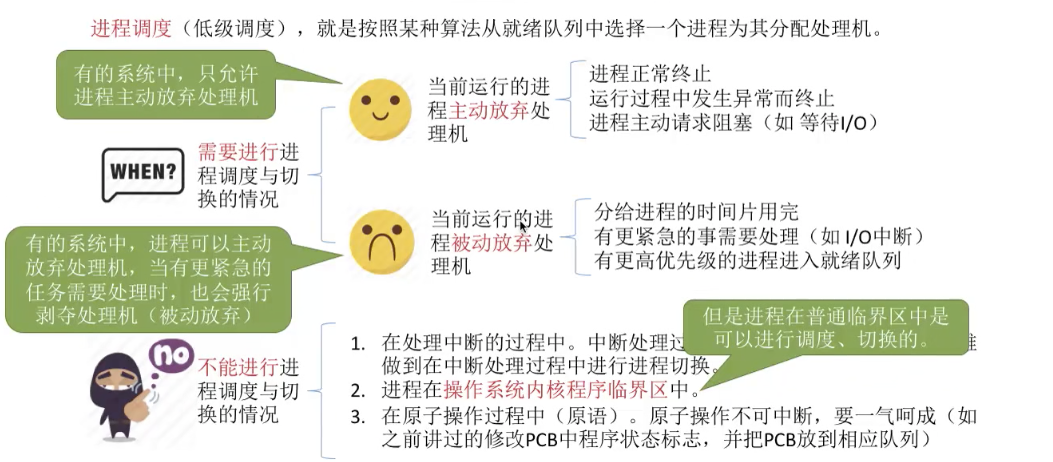 进程调度（低级调度），就是按照某种算法从就绪队列中选择一个进程为其分配处理机。
有的系统中，只允许
进程主动放弃处理机
当前运行的进
程主动放弃处
理机
进程正常终止
运行过程中发生异常而终止
进程主动请求阻塞（如 等待I/O）
WHEN?
需要进行进
程调度与切
换的情况
当前运行的进
程被动放弃处
理机
分给进程的时间片用完
有更紧急的事需要处理（如 I/O中断）
有更高优先级的进程进入就绪队列
有的系统中，进程可以主动
放弃处理机，当有更紧急的
任务需要处理时，也会强行
剥夺处理机（被动放弃）
但是进程在普通临界区中是
可以进行调度、切换的。
no
不能进行进
程调度与切
换的情况
1. 在处理中断的过程中。中断处理过
做到在中断处理过程中进行进程切换。
2. 进程在操作系统内核程序临界区中。
3. 在原子操作过程中（原语）。原子操作不可中断，要一气呵成（如
之前讲过的修改PCB中程序状态标志，并把PCB放到相应队列）